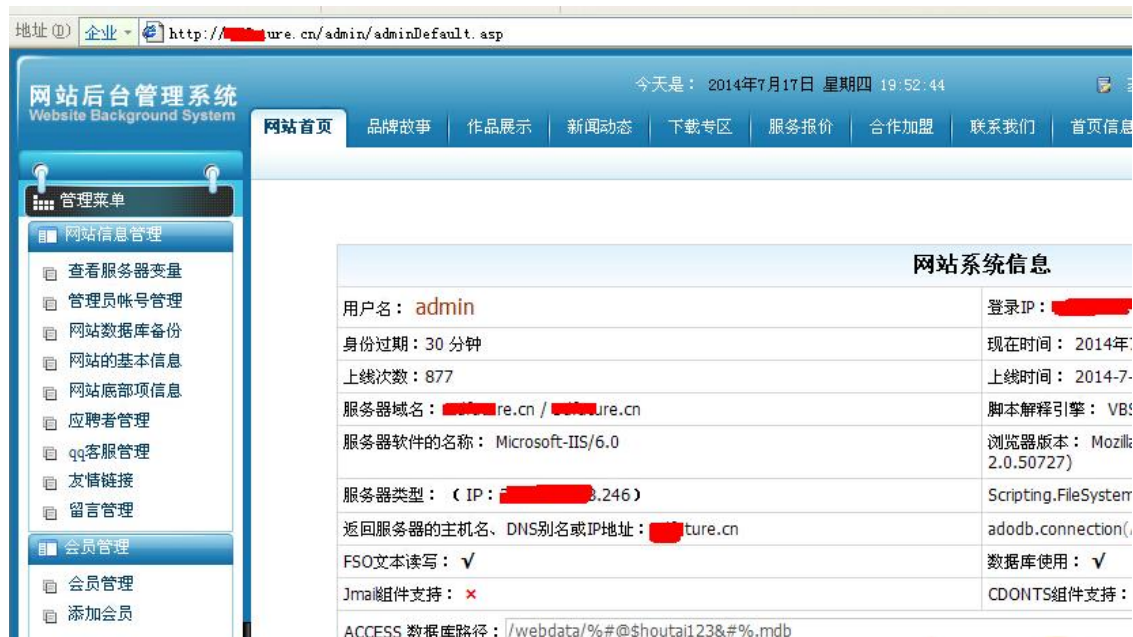 地址(D) 企业 http://ure.cn/admin/adminDefault.asp
网站后台管理系统
Website Background System
今天是： 2014年7月17日 星期四 19:52:44
网站首页 品牌故事 作品展示 新闻动态 下载专区 服务报价 合作加盟 联系我们 首页信息
管理菜单
网站信息管理
查看服务器变量
管理员帐号管理
网站数据库备份
网站的基本信息
网站底部项信息
应聘者管理
qq客服管理
友情链接
留言管理
会员管理
会员管理
添加会员
网站系统信息
用户名： admin 登录IP：
身份过期：30 分钟 现在时间： 2014年
上线次数：877 上线时间： 2014-7-
服务器域名： re.cn / ure.cn 脚本解释引擎： VBS
服务器软件的名称： Microsoft-IIS/6.0 浏览器版本： Mozilla
2.0.50727)
服务器类型： （IP：3.246） Scripting.FileSystem
返回服务器的主机名、DNS别名或IP地址：ture.cn adodb.connection(
FSO文本读写： √ 数据库使用： √
Jmail组件支持： × CDONTS组件支持：
ACCESS 数据库路径： /webdata/%#@$houtai123&#%.mdb